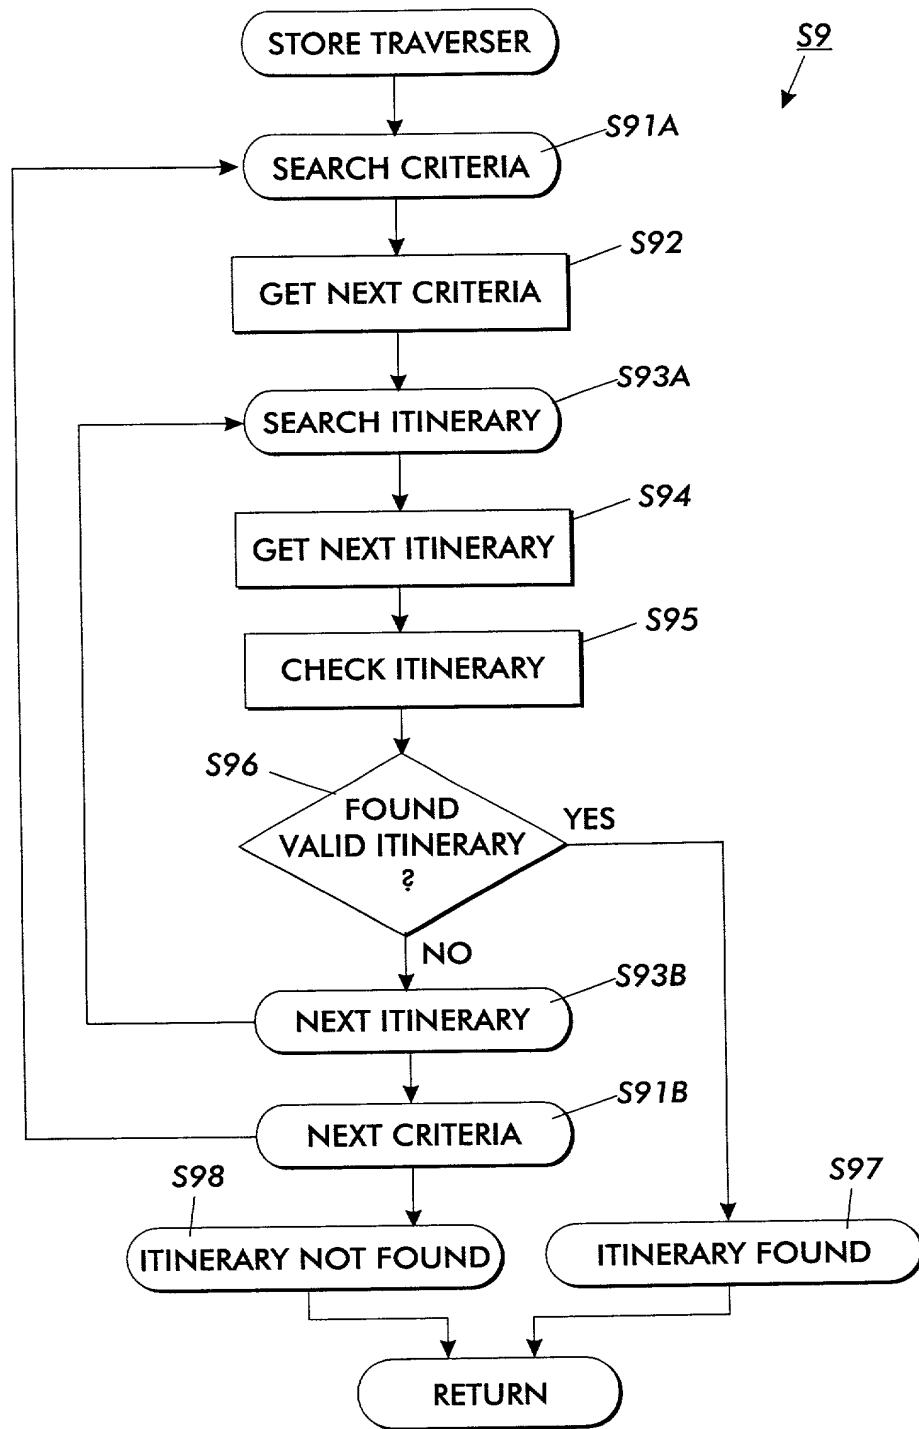 STORE TRAVERSER
S9
S91A
SEARCH CRITERIA
S92
GET NEXT CRITERIA
S93A
SEARCH ITINERARY
S94
GET NEXT ITINERARY
S95
CHECK ITINERARY
S96
FOUND
VALID ITINERARY
?
YES
NO
S93B
NEXT ITINERARY
S91B
NEXT CRITERIA
S98
ITINERARY NOT FOUND
S97
ITINERARY FOUND
RETURN